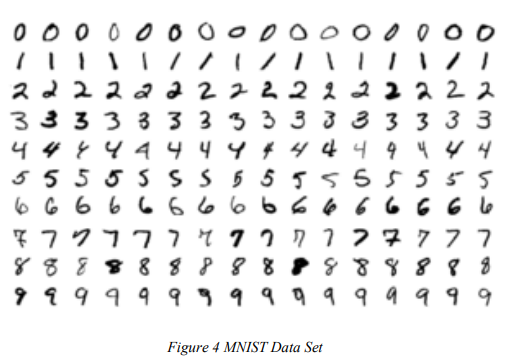 0 0 0 0 0 0 0 0 0 0 0 0 0 0 0 0
1 1 1 1 1 1 1 1 1 1 1 1 1 1 1 1
2 2 2 2 2 2 2 2 2 2 2 2 2 2 2 2
3 3 3 3 3 3 3 3 3 3 3 3 3 3 3 3
4 4 4 4 4 4 4 4 4 4 4 4 4 4 4 4
5 5 5 5 5 5 5 5 5 5 5 5 5 5 5 5
6 6 6 6 6 6 6 6 6 6 6 6 6 6 6 6
7 7 7 7 7 7 7 7 7 7 7 7 7 7 7 7
8 8 8 8 8 8 8 8 8 8 8 8 8 8 8 8
9 9 9 9 9 9 9 9 9 9 9 9 9 9 9 9
Figure 4 MNIST Data Set